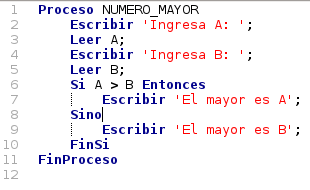 1 Proceso NUMERO_MAYOR
2 Escribir 'Ingresa A: ';
3 Leer A;
4 Escribir 'Ingresa B: ';
5 Leer B;
6 Si A > B Entonces
7 Escribir 'El mayor es A';
8 Sino
9 Escribir 'El mayor es B';
10 FinSi
11 FinProceso
12